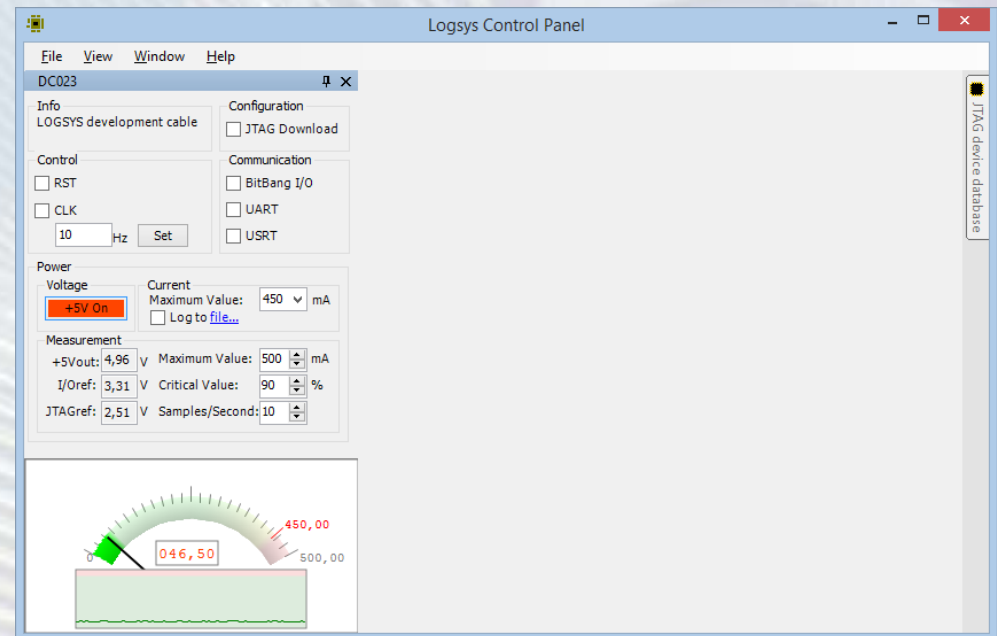 Logsys Control Panel
File View Window Help
DC023
Info
LOGSYS development cable
Configuration
JTAG Download
Control
RST
CLK
10 Hz Set
Communication
BitBang I/O
UART
USRT
Power
Voltage
+5V On
Current
Maximum Value: 450 mA
Log to file...
Measurement
+5Vout: 4,96 V Maximum Value: 500 mA
I/Oref: 3,31 V Critical Value: 90 %
JTAGref: 2,51 V Samples/Second: 10
450,00
0 046,50 500,00
JTAG device database